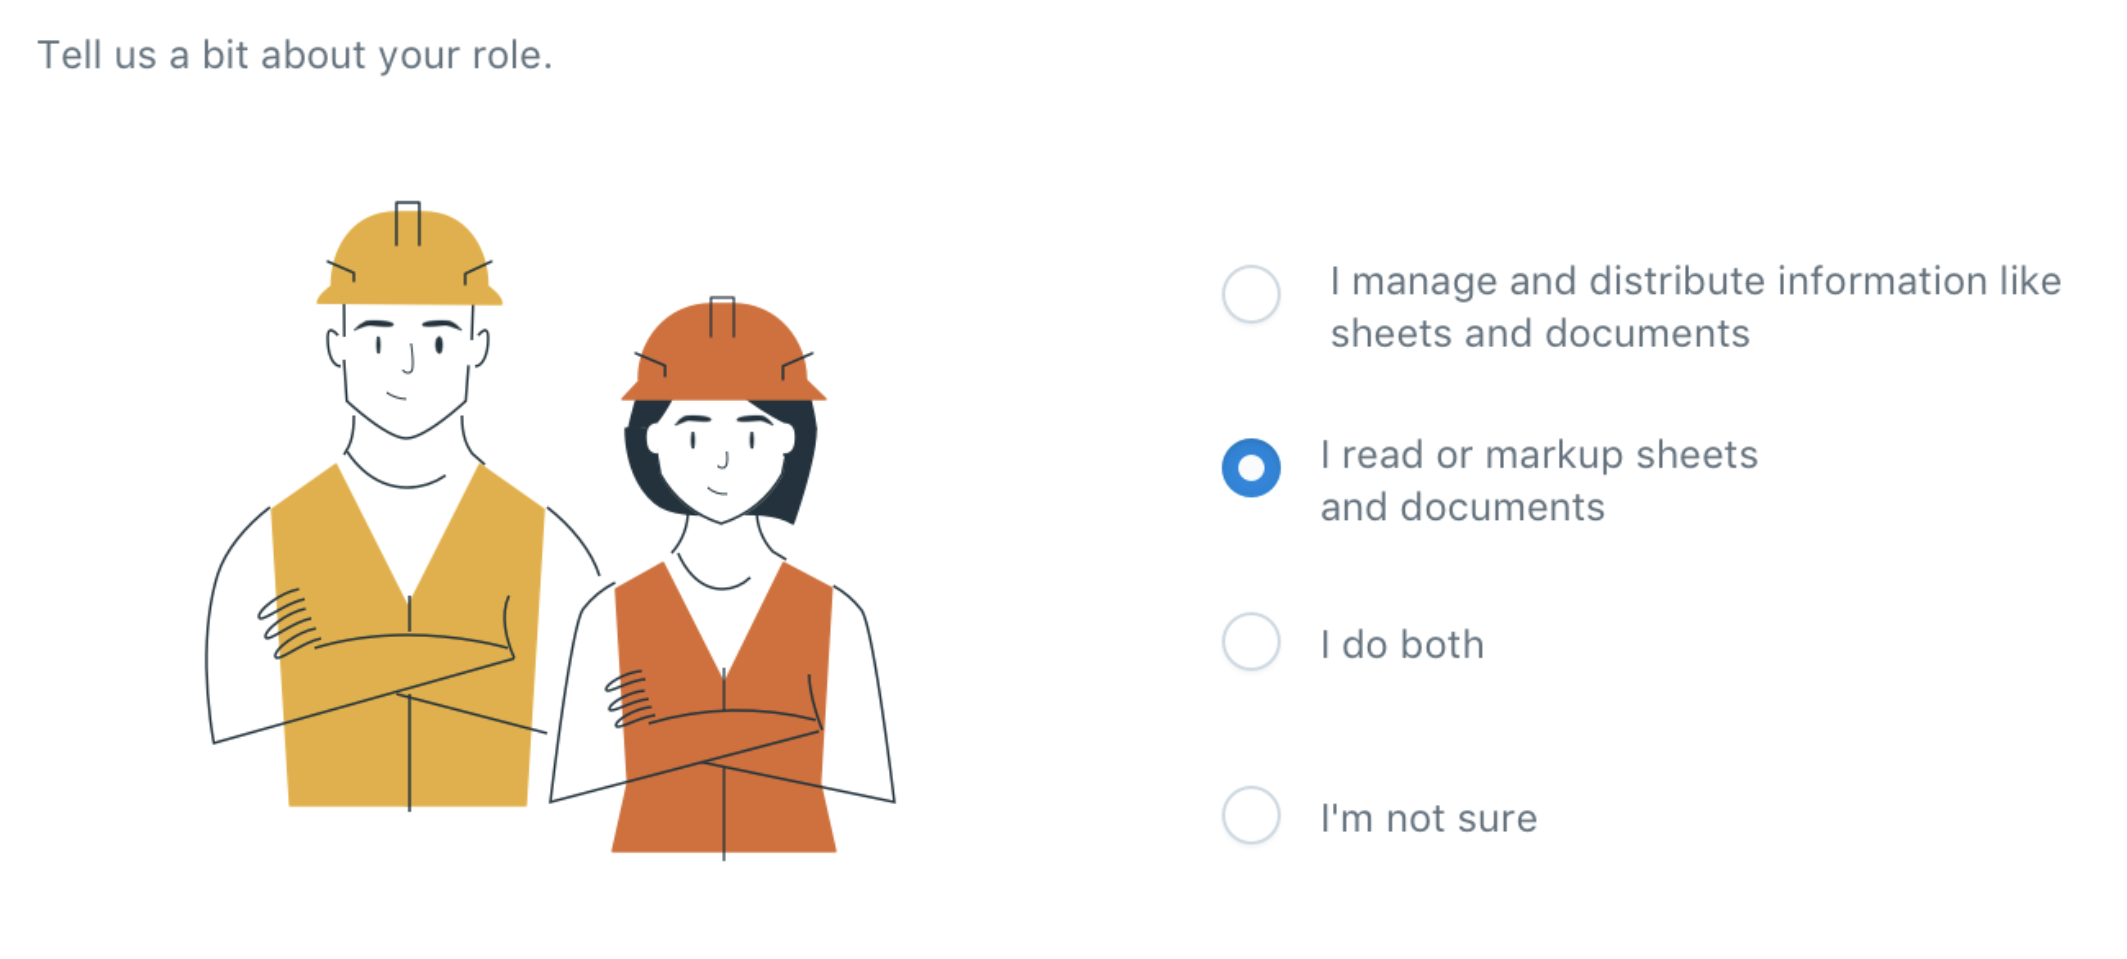 Tell us a bit about your role.
I manage and distribute information like
sheets and documents
I read or markup sheets
and documents
I do both
I'm not sure